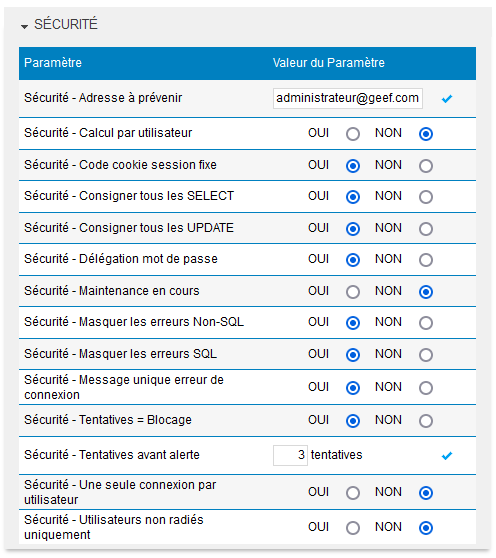 SÉCURITÉ
Paramètre Valeur du Paramètre
Sécurité - Adresse à prévenir administrateur@geef.com
Sécurité - Calcul par utilisateur OUI NON
Sécurité - Code cookie session fixe OUI NON
Sécurité - Consigner tous les SELECT OUI NON
Sécurité - Consigner tous les UPDATE OUI NON
Sécurité - Délégation mot de passe OUI NON
Sécurité - Maintenance en cours OUI NON
Sécurité - Masquer les erreurs Non-SQL OUI NON
Sécurité - Masquer les erreurs SQL OUI NON
Sécurité - Message unique erreur de
connexion OUI NON
Sécurité - Tentatives = Blocage OUI NON
Sécurité - Tentatives avant alerte 3 tentatives
Sécurité - Une seule connexion par
utilisateur OUI NON
Sécurité - Utilisateurs non radiés
uniquement OUI NON